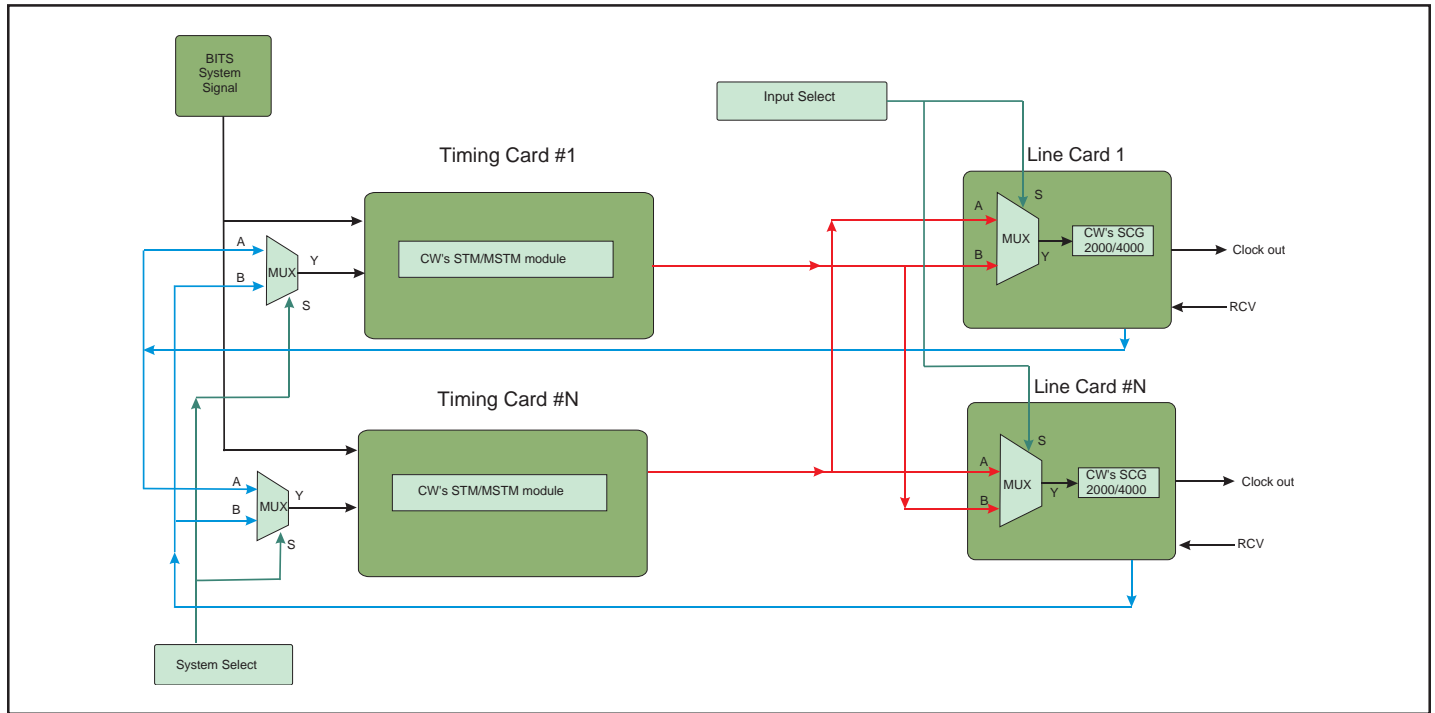 BITS
System
Signal
Input Select
Timing Card #1
Line Card 1
A
Y
MUX
B
S
CW's STM/MSTM module
S
A
MUX
B
Y
CW's SCG
2000/4000
Clock out
RCV
Timing Card #N
Line Card #N
A
Y
B
MUX
S
CW's STM/MSTM module
S
A
MUX
B
Y
CW's SCG
2000/4000
Clock out
RCV
System Select